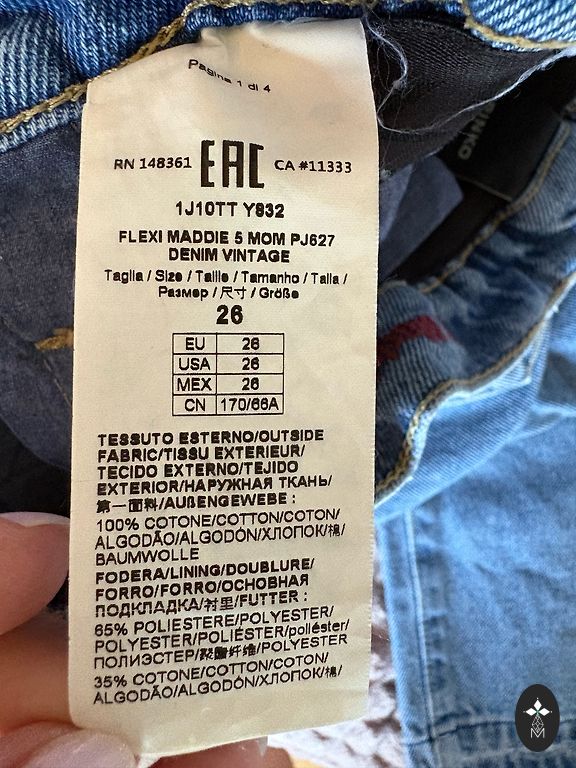 Pagina 1 di 4
RN 148361 EAC CA #11333
1J10TT Y932
FLEXI MADDIE 5 MOM PJ627
DENIM VINTAGE
Taglia / Size / Taille / Tamanho / Talla /
Размер / 尺寸 / Größe
26
EU 26
USA 26
MEX 26
CN 170/66A
TESSUTO ESTERNO/OUTSIDE
FABRIC/TISSU EXTERIEUR/
TECIDO EXTERNO/TEJIDO
EXTERIOR/НАРУЖНАЯ ТКАНЬ/
第一面料/AUßENGEWEBE :
100% COTONE/COTTON/COTON/
ALGODÃO/ALGODÓN/ХЛОПОК/棉/
BAUMWOLLE
FODERA/LINING/DOUBLURE/
FORRO/FORRO/ОСНОВНАЯ
ПОДКЛАДКА/衬里/FUTTER :
65% POLIESTERE/POLYESTER/
POLYESTER/POLIÉSTER/poliéster/
ПОЛИЭСТЕР/聚酯纤维/POLYESTER
35% COTONE/COTTON/COTON/
ALGODÃO/ALGODÓN/ХЛОПОК/棉/
INKO
M